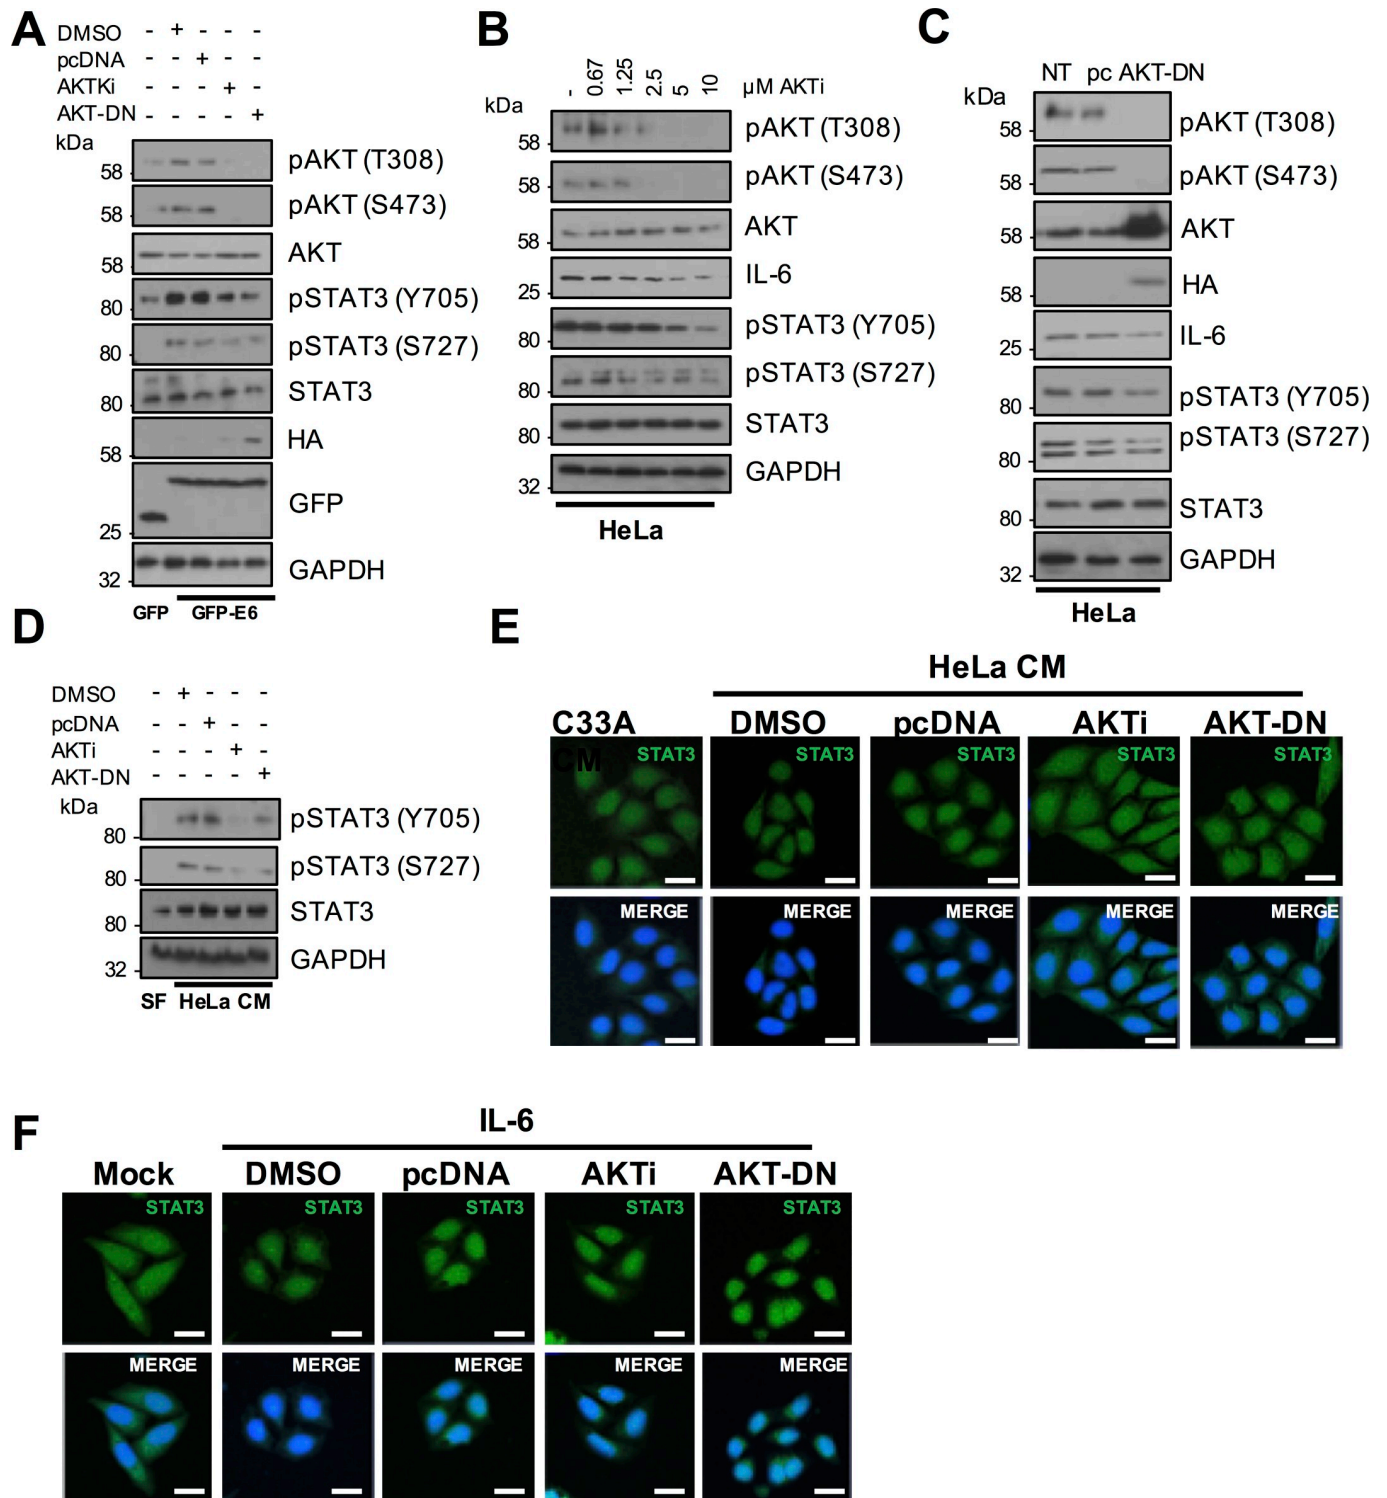 A
DMSO - + - - -
pcDNA - - + - -
AKTKi - - - + -
AKT-DN - - - - +
kDa
58 pAKT (T308)
58 pAKT (S473)
58 AKT
80 pSTAT3 (Y705)
80 pSTAT3 (S727)
80 STAT3
58 HA
25 GFP
32 GAPDH
GFP GFP-E6
B
kDa - 0.67 1.25 2.5 5 10 µM AKTi
58 pAKT (T308)
58 pAKT (S473)
58 AKT
25 IL-6
80 pSTAT3 (Y705)
80 pSTAT3 (S727)
80 STAT3
32 GAPDH
HeLa
C
NT pc AKT-DN
kDa
58 pAKT (T308)
58 pAKT (S473)
58 AKT
58 HA
25 IL-6
80 pSTAT3 (Y705)
80 pSTAT3 (S727)
80 STAT3
32 GAPDH
HeLa
D
DMSO - + - - -
pcDNA - - + - -
AKTi - - - + -
AKT-DN - - - - +
kDa
80 pSTAT3 (Y705)
80 pSTAT3 (S727)
80 STAT3
32 GAPDH
SF HeLa CM
E
HeLa CM
C33A CM DMSO pcDNA AKTi AKT-DN
STAT3 STAT3 STAT3 STAT3 STAT3
MERGE MERGE MERGE MERGE MERGE
F
IL-6
Mock DMSO pcDNA AKTi AKT-DN
STAT3 STAT3 STAT3 STAT3 STAT3
MERGE MERGE MERGE MERGE MERGE